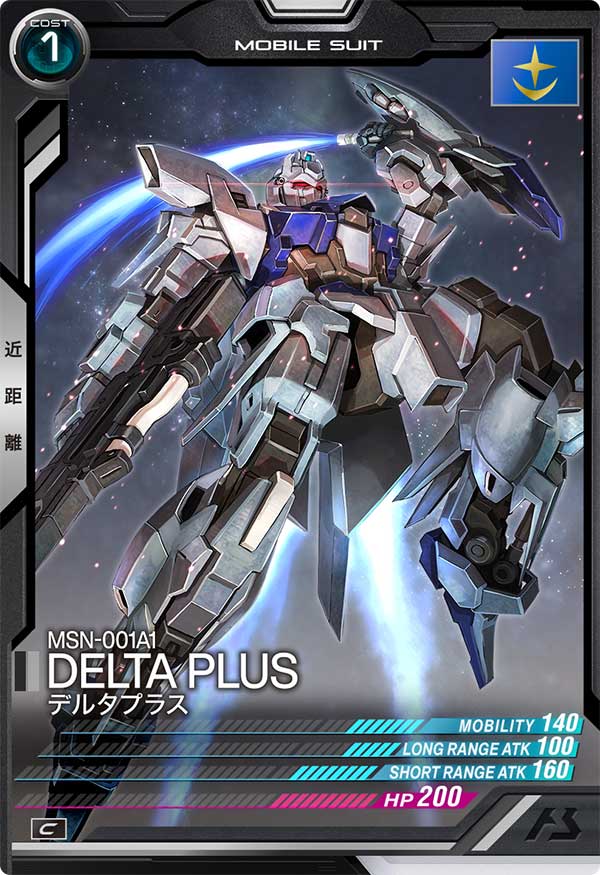 COST
1
MOBILE SUIT
近距離
MSN-001A1
DELTA PLUS
デルタプラス
MOBILITY 140
LONG RANGE ATK 100
SHORT RANGE ATK 160
HP 200
C